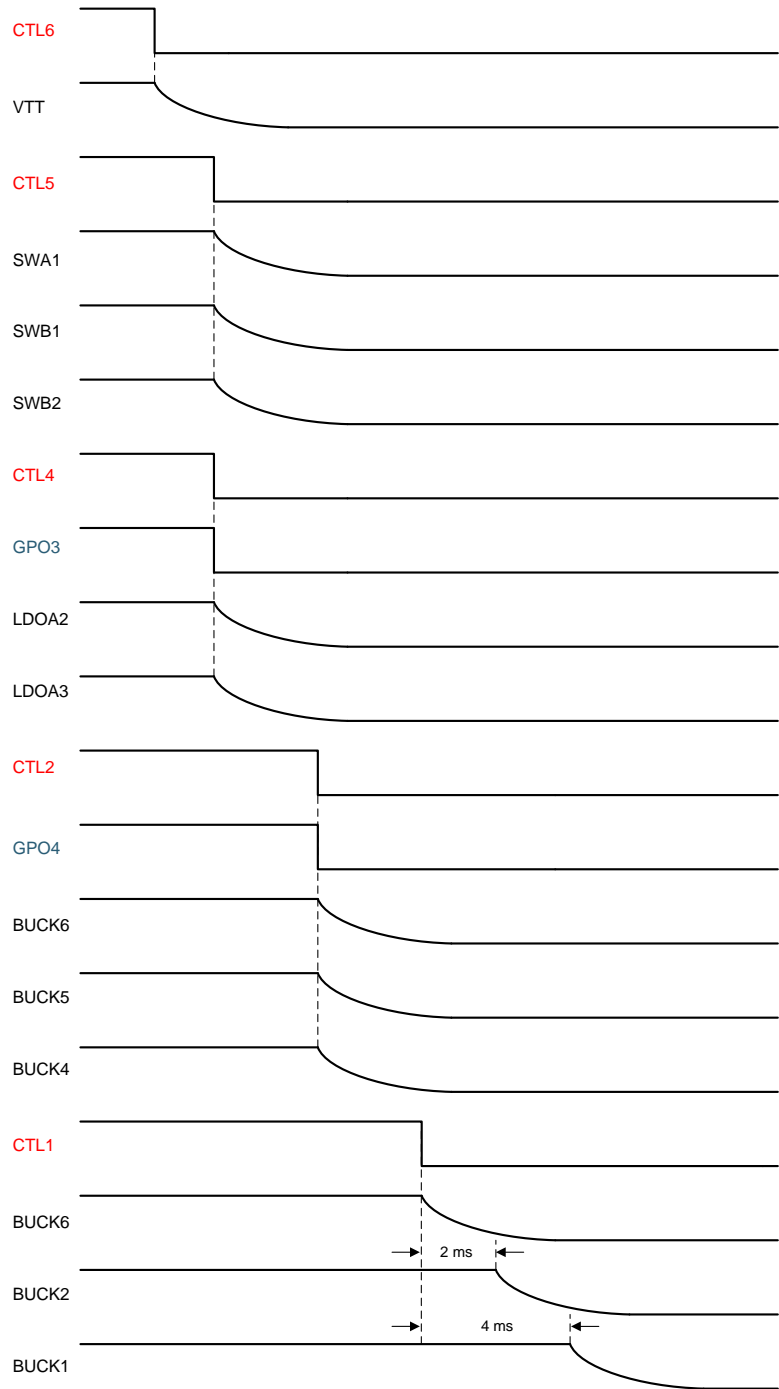 CTL6
VTT
CTL5
SWA1
SWB1
SWB2
CTL4
GPO3
LDOA2
LDOA3
CTL2
GPO4
BUCK6
BUCK5
BUCK4
CTL1
BUCK6
2 ms
BUCK2
4 ms
BUCK1